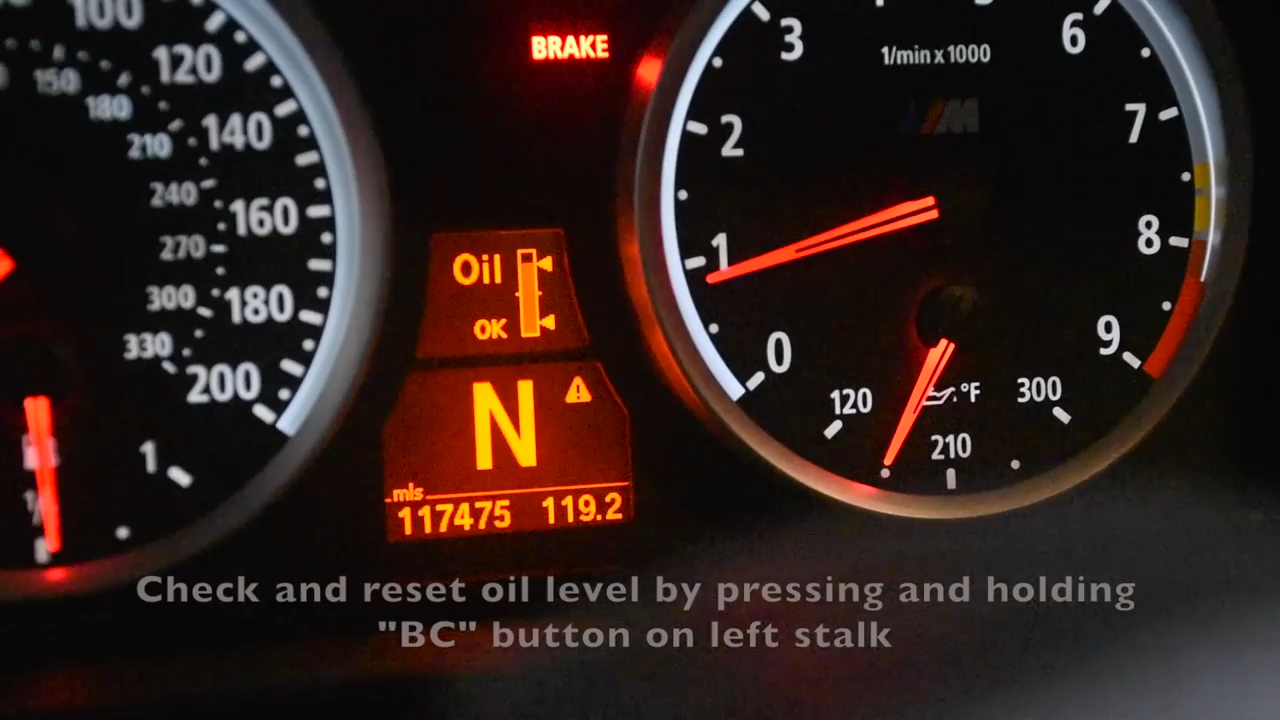 100
120
150
180
140
210
240
160
270
300
180
330
200
1
BRAKE
Oil
OK
N
mls
117475 119.2
1/min x 1000
M
0
1
2
3
6
7
8
9
120
210
300
°F
Check and reset oil level by pressing and holding
"BC" button on left stalk